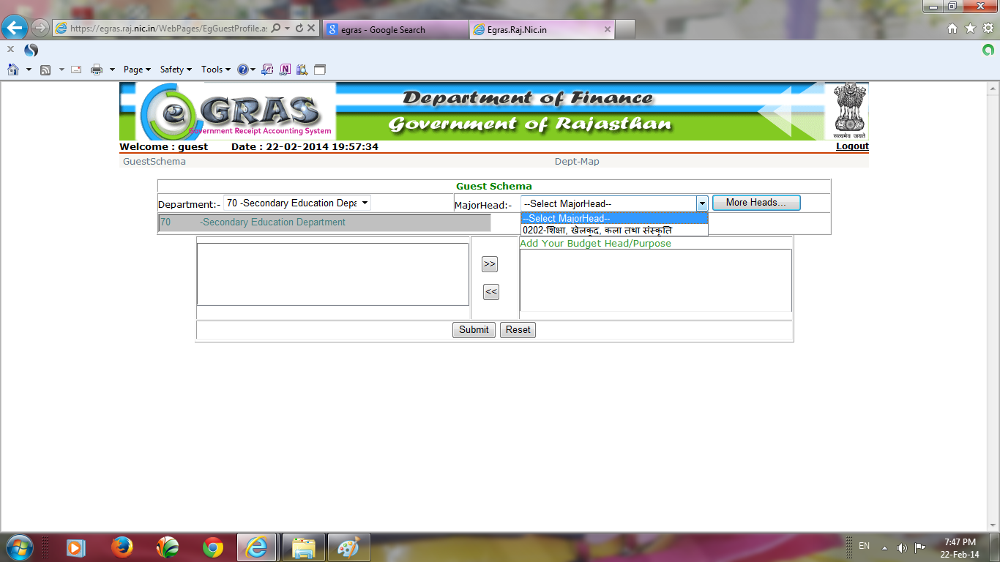 https://egras.raj.nic.in/WebPages/EgGuestProfile.as
egras - Google Search
Egras.Raj.Nic.in
Page Safety Tools
eGRAS
Government Receipt Accounting System
Department of Finance
Government of Rajasthan
सत्यमेव जयते
Welcome : guest Date : 22-02-2014 19:57:34 Logout
GuestSchema Dept-Map
Guest Schema
Department:- 70 -Secondary Education Depa MajorHead:- --Select MajorHead-- More Heads...
70 -Secondary Education Department
--Select MajorHead--
0202-शिक्षा, खेलकूद, कला तथा संस्कृति
Add Your Budget Head/Purpose
>>
<<
Submit Reset
EN
7:47 PM
22-Feb-14